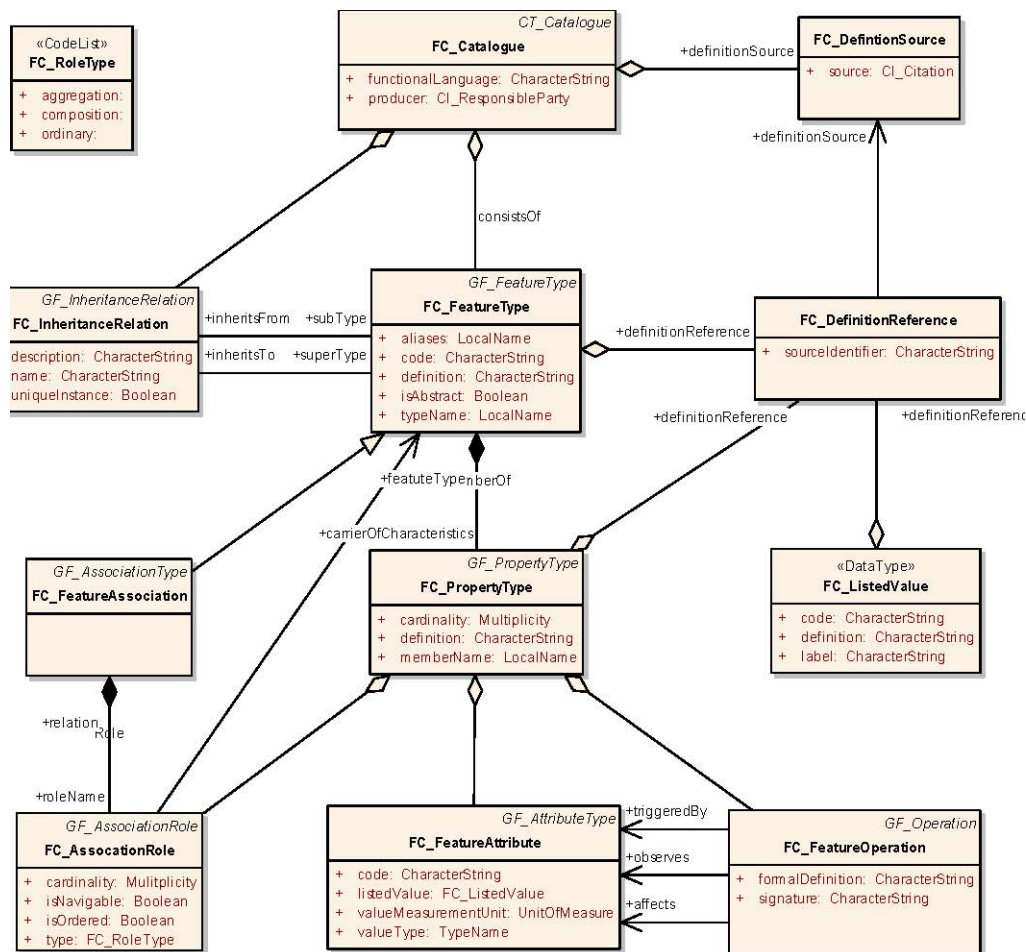 «CodeList»
FC_RoleType
+ aggregation:
+ composition:
+ ordinary:
CT_Catalogue
FC_Catalogue
+ functionalLanguage: CharacterString
+ producer: CI_ResponsibleParty
+definitionSource
FC_DefintionSource
+ source: CI_Citation
+definitionSource
consistsOf
GF_InheritanceRelation
FC_InheritanceRelation
description: CharacterString
name: CharacterString
uniqueInstance: Boolean
+inheritsFrom +subType
+inheritsTo +superType
GF_FeatureType
FC_FeatureType
+ aliases: LocalName
+ code: CharacterString
+ definition: CharacterString
+ isAbstract: Boolean
+ typeName: LocalName
+definitionReference
FC_DefinitionReference
+ sourceIdentifier: CharacterString
+definitionReference
+definitionReference
+featuteType nberOf
+carrierOfCharacteristics
GF_AssociationType
FC_FeatureAssociation
GF_PropertyType
FC_PropertyType
+ cardinality: Multiplicity
+ definition: CharacterString
+ memberName: LocalName
«DataType»
FC_ListedValue
+ code: CharacterString
+ definition: CharacterString
+ label: CharacterString
+relation
Role
+roleName
GF_AssociationRole
FC_AssocationRole
+ cardinality: Mulitplicity
+ isNavigable: Boolean
+ isOrdered: Boolean
+ type: FC_RoleType
GF_AttributeType
FC_FeatureAttribute
+ code: CharacterString
+ listedValue: FC_ListedValue
+ valueMeasurementUnit: UnitOfMeasure
+ valueType: TypeName
+triggeredBy
+observes
+affects
GF_Operation
FC_FeatureOperation
+ formalDefinition: CharacterString
+ signature: CharacterString